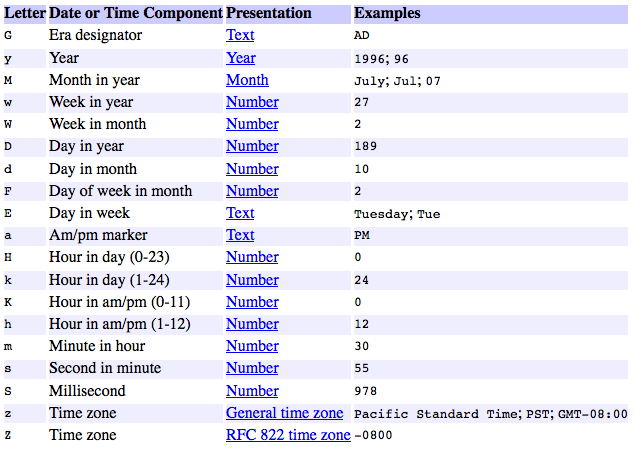 Letter Date or Time Component Presentation Examples
G Era designator Text AD
y Year Year 1996; 96
M Month in year Month July; Jul; 07
w Week in year Number 27
W Week in month Number 2
D Day in year Number 189
d Day in month Number 10
F Day of week in month Number 2
E Day in week Text Tuesday; Tue
a Am/pm marker Text PM
H Hour in day (0-23) Number 0
k Hour in day (1-24) Number 24
K Hour in am/pm (0-11) Number 0
h Hour in am/pm (1-12) Number 12
m Minute in hour Number 30
s Second in minute Number 55
S Millisecond Number 978
z Time zone General time zone Pacific Standard Time; PST; GMT-08:00
Z Time zone RFC 822 time zone -0800